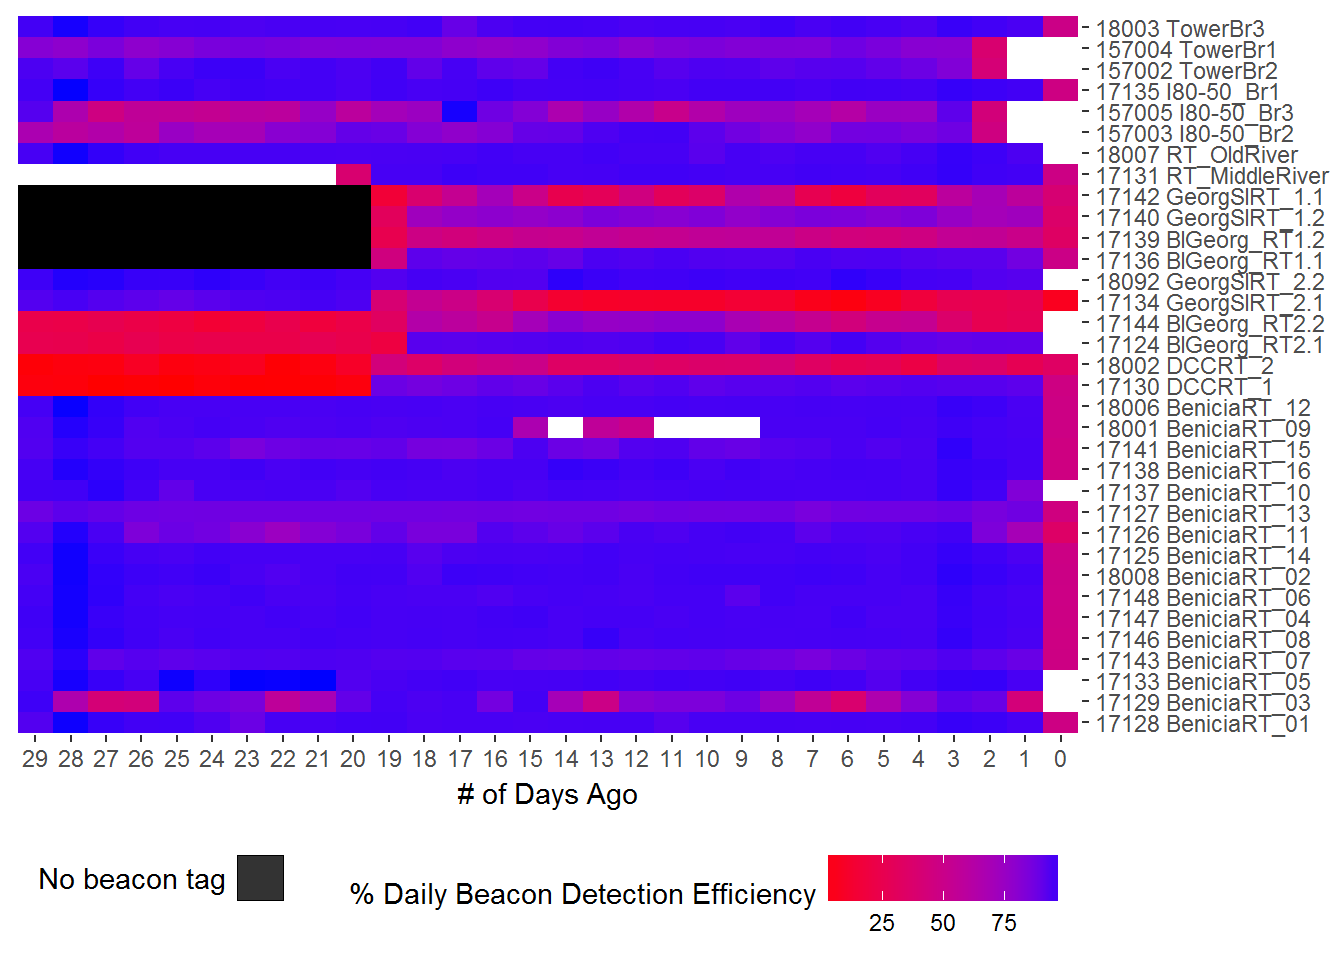 18003 TowerBr3
157004 TowerBr1
157002 TowerBr2
17135 I80-50_Br1
157005 I80-50_Br3
157003 I80-50_Br2
18007 RT_OldRiver
17131 RT_MiddleRiver
17142 GeorgSlRT_1.1
17140 GeorgSlRT_1.2
17139 BlGeorg_RT1.2
17136 BlGeorg_RT1.1
18092 GeorgSlRT_2.2
17134 GeorgSlRT_2.1
17144 BlGeorg_RT2.2
17124 BlGeorg_RT2.1
18002 DCCRT_2
17130 DCCRT_1
18006 BeniciaRT_12
18001 BeniciaRT_09
17141 BeniciaRT_15
17138 BeniciaRT_16
17137 BeniciaRT_10
17127 BeniciaRT_13
17126 BeniciaRT_11
17125 BeniciaRT_14
18008 BeniciaRT_02
17148 BeniciaRT_06
17147 BeniciaRT_04
17146 BeniciaRT_08
17143 BeniciaRT_07
17133 BeniciaRT_05
17129 BeniciaRT_03
17128 BeniciaRT_01
29 28 27 26 25 24 23 22 21 20 19 18 17 16 15 14 13 12 11 10 9 8 7 6 5 4 3 2 1 0
# of Days Ago
No beacon tag
% Daily Beacon Detection Efficiency
25 50 75